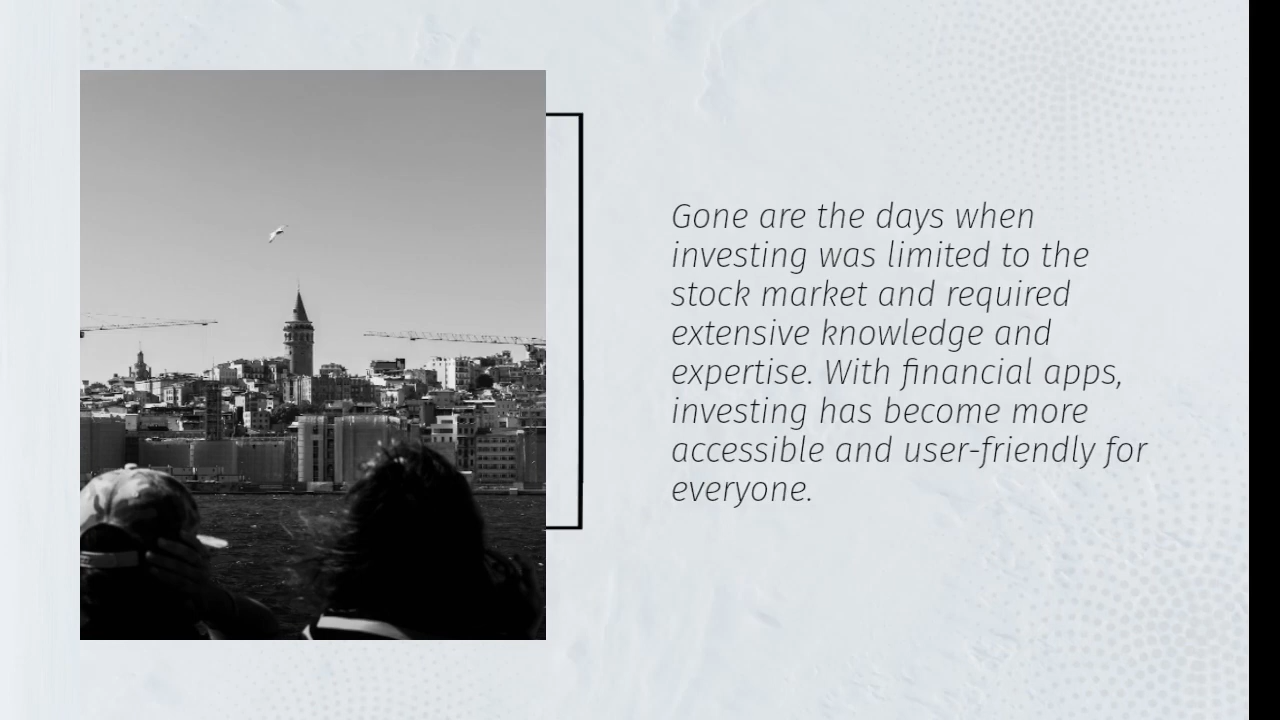 Gone are the days when
investing was limited to the
stock market and required
extensive knowledge and
expertise. With financial apps,
investing has become more
accessible and user-friendly for
everyone.